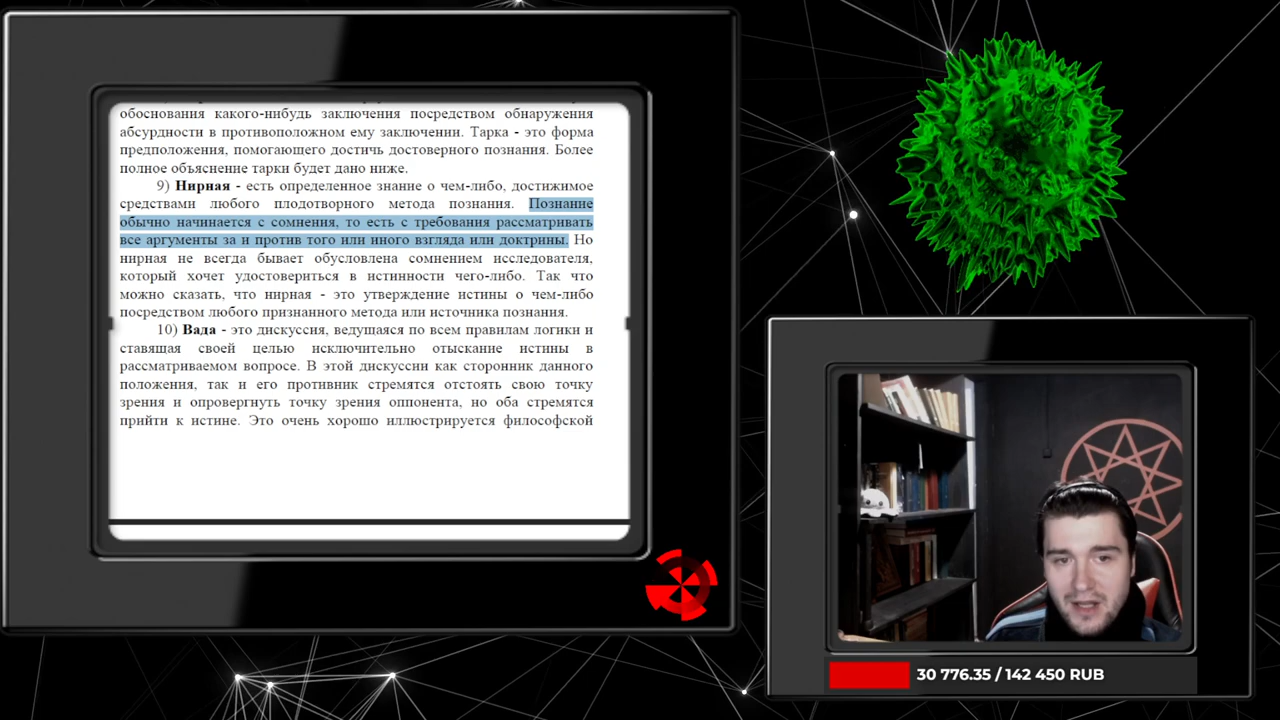 обоснования какого-нибудь заключения посредством обнаружения
абсурдности в противоположном ему заключении. Тарка - это форма
предположения, помогающего достичь достоверного познания. Более
полное объяснение тарки будет дано ниже.
9) Нирная - есть определенное знание о чем-либо, достижимое
средствами любого плодотворного метода познания. Познание
обычно начинается с сомнения, то есть с требования рассматривать
все аргументы за и против того или иного взгляда или доктрины. Но
нирная не всегда бывает обусловлена сомнением исследователя,
который хочет удостовериться в истинности чего-либо. Так что
можно сказать, что нирная - это утверждение истины о чем-либо
посредством любого признанного метода или источника познания.
10) Вада - это дискуссия, ведущаяся по всем правилам логики и
ставящая своей целью исключительно отыскание истины в
рассматриваемом вопросе. В этой дискуссии как сторонник данного
положения, так и его противник стремятся отстоять свою точку
зрения и опровергнуть точку зрения оппонента, но оба стремятся
прийти к истине. Это очень хорошо иллюстрируется философской
30 776.35 / 142 450 RUB